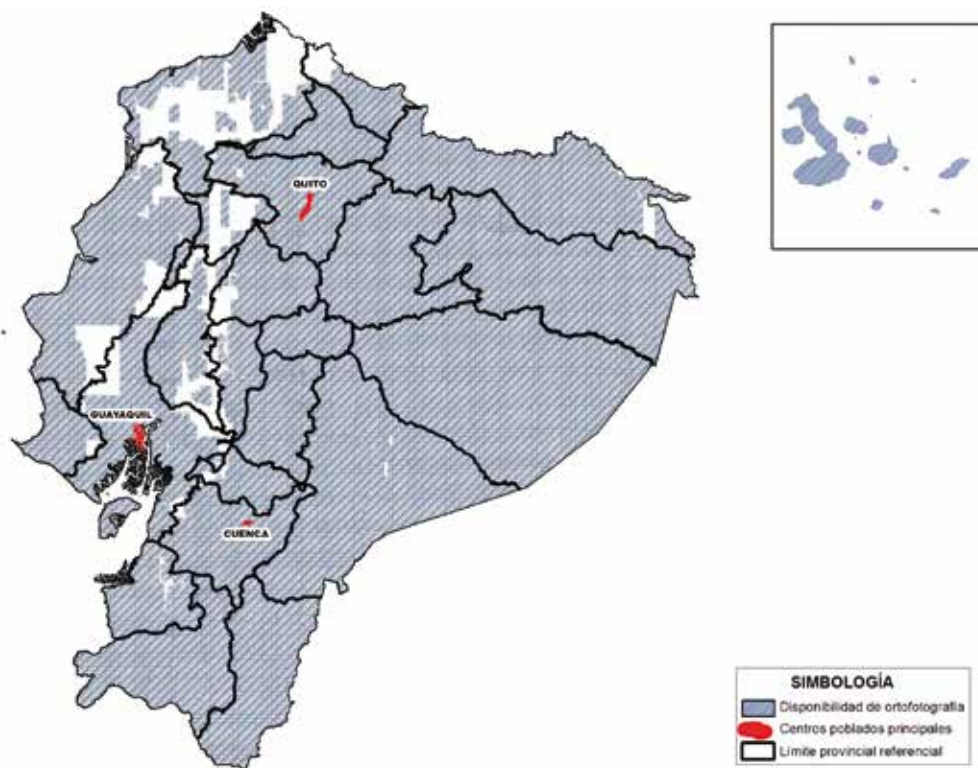 QUITO
GUAYAQUIL
CUENCA
SIMBOLOGÍA
Disponibilidad de ortofotografía
Centros poblados principales
Límite provincial referencial